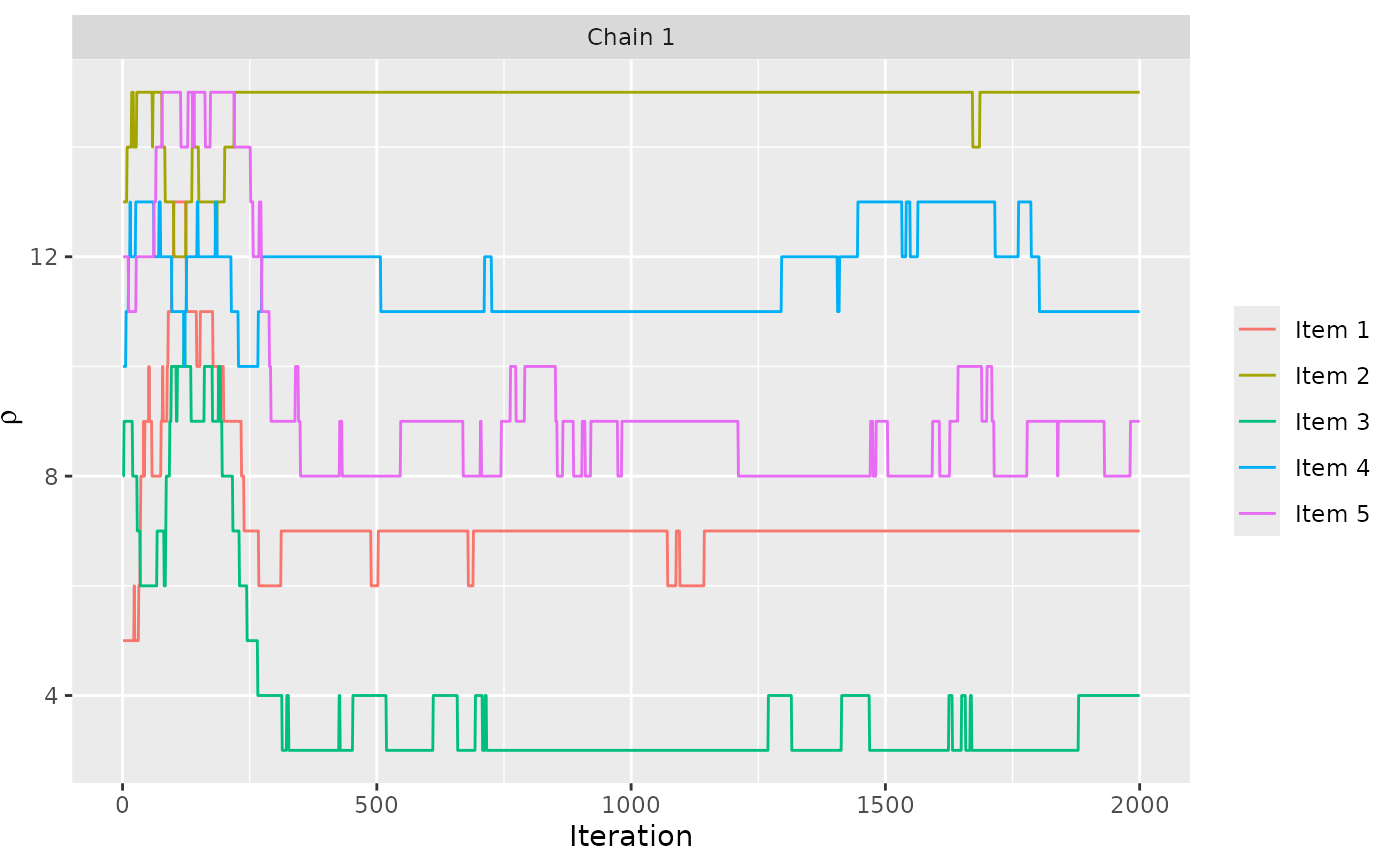 Chain 1
12
8
4
ρ
0 500 1000 1500 2000
Iteration
Item 1
Item 2
Item 3
Item 4
Item 5